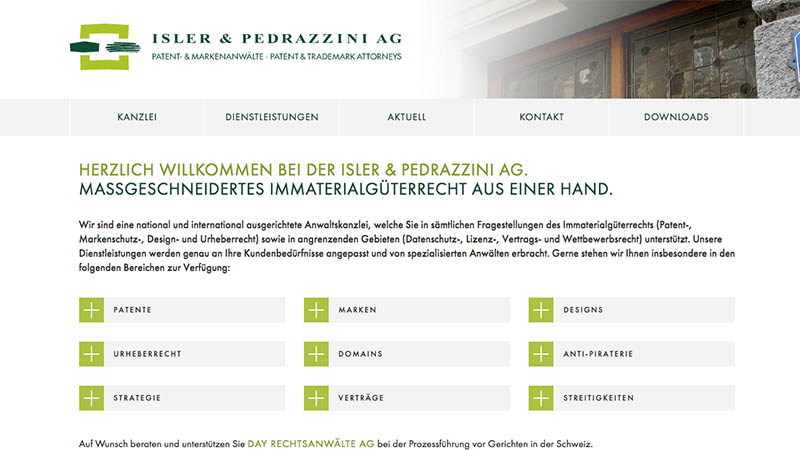 ISLER & PEDRAZZINI AG
PATENT- & MARKENANWÄLTE · PATENT & TRADEMARK ATTORNEYS
KANZLEI DIENSTLEISTUNGEN AKTUELL KONTAKT DOWNLOADS
HERZLICH WILLKOMMEN BEI DER ISLER & PEDRAZZINI AG.
MASSGESCHNEIDERTES IMMATERIALGÜTERRECHT AUS EINER HAND.
Wir sind eine national und international ausgerichtete Anwaltskanzlei, welche Sie in sämtlichen Fragestellungen des Immaterialgüterrechts (Patent-,
Markenschutz-, Design- und Urheberrecht) sowie in angrenzenden Gebieten (Datenschutz-, Lizenz-, Vertrags- und Wettbewerbsrecht) unterstützt. Unsere
Dienstleistungen werden genau an Ihre Kundenbedürfnisse angepasst und von spezialisierten Anwälten erbracht. Gerne stehen wir Ihnen insbesondere in den
folgenden Bereichen zur Verfügung:
PATENTE MARKEN DESIGNS
URHEBERRECHT DOMAINS ANTI-PIRATERIE
STRATEGIE VERTRÄGE STREITIGKEITEN
Auf Wunsch beraten und unterstützen Sie DAY RECHTSANWÄLTE AG bei der Prozessführung vor Gerichten in der Schweiz.